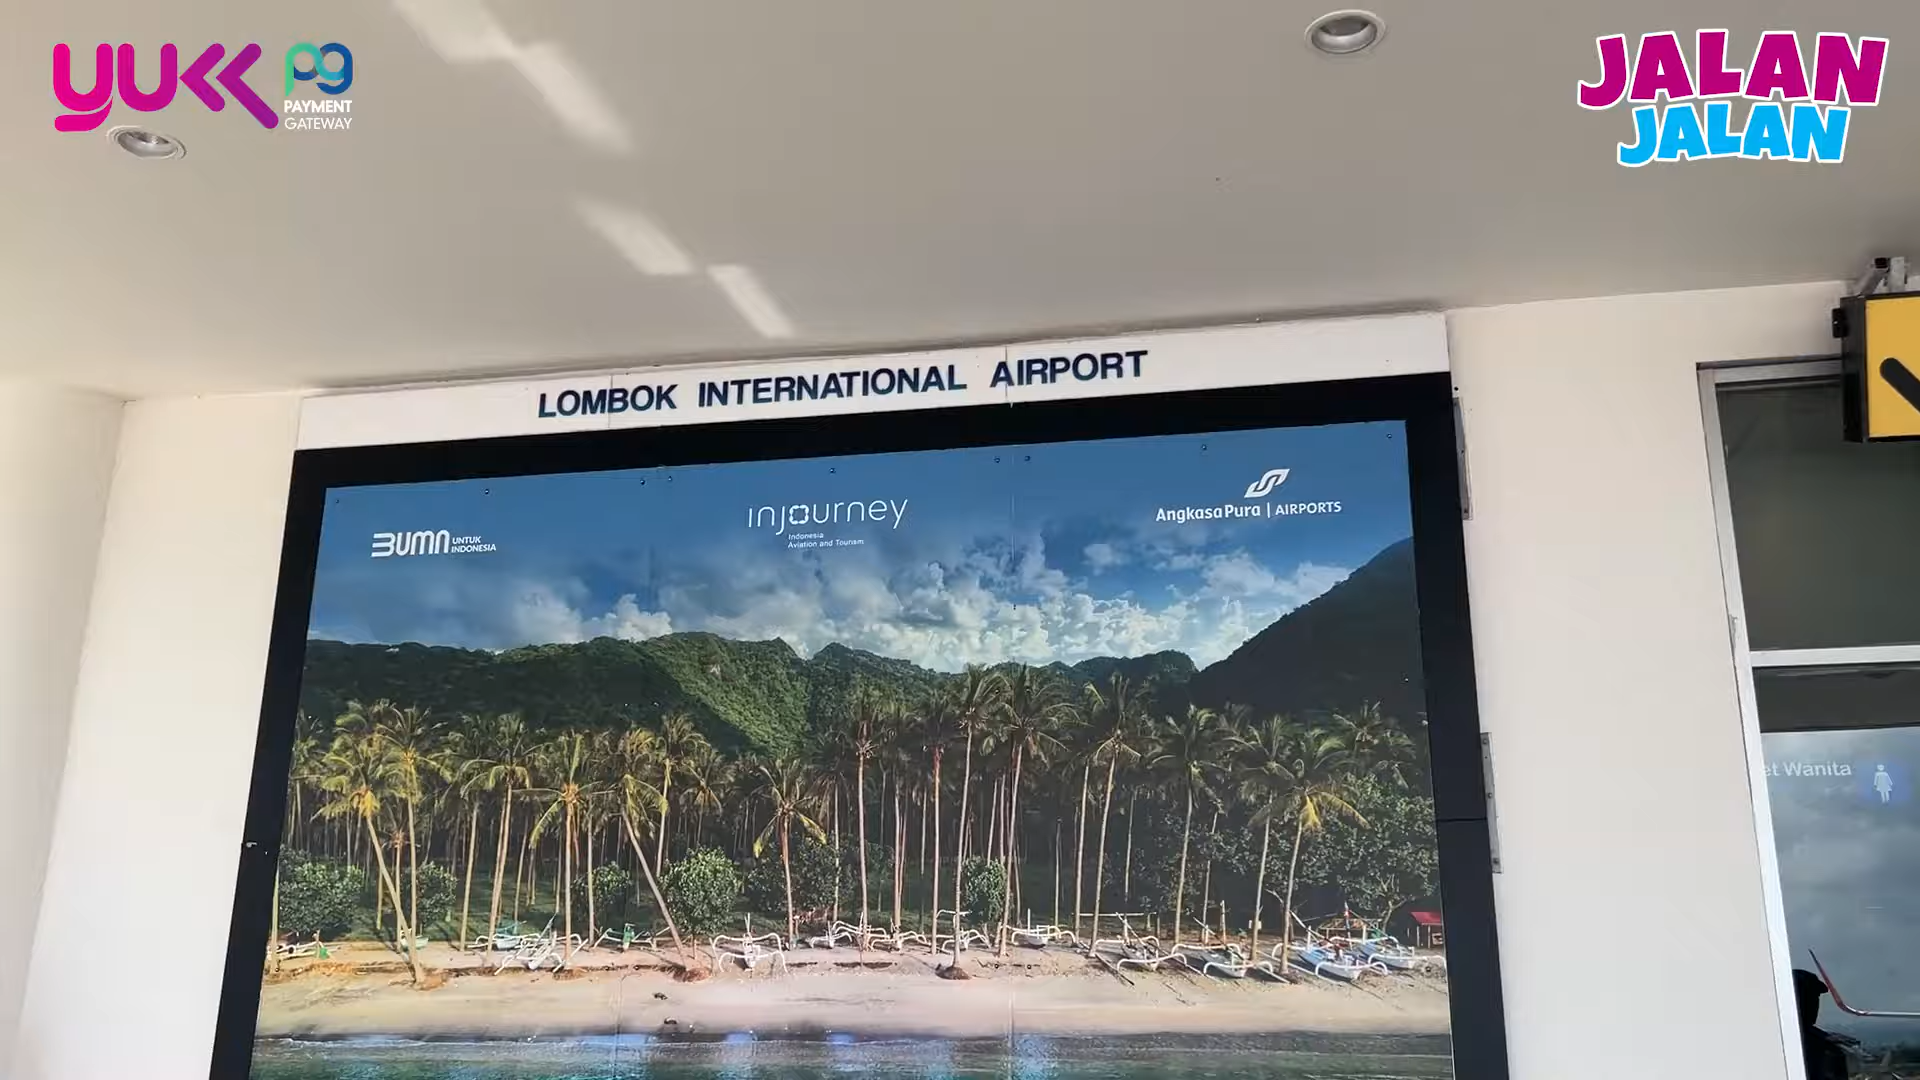 yukk pg
PAYMENT
GATEWAY
JALAN
JALAN
LOMBOK INTERNATIONAL AIRPORT
BUMN UNTUK
INDONESIA
injourney
Indonesia
Aviation and Tourism
AngkasaPura | AIRPORTS
et Wanita